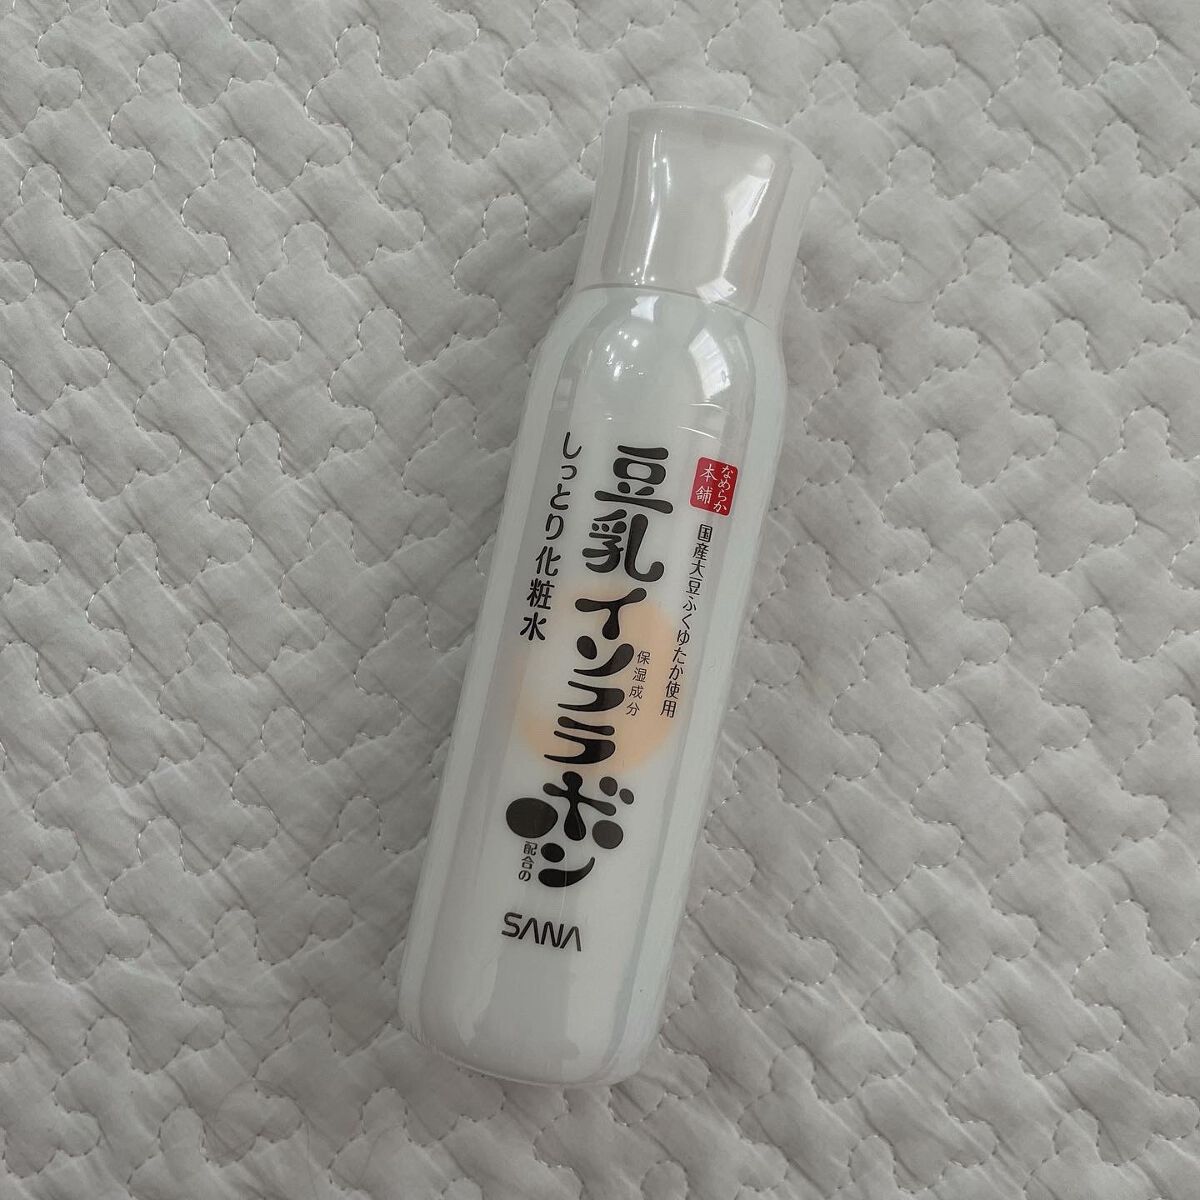 なめらか
本舗
国産大豆ふくゆたか使用
豆乳イソフラボン
保湿成分
配合の
しっとり化粧水
SANA